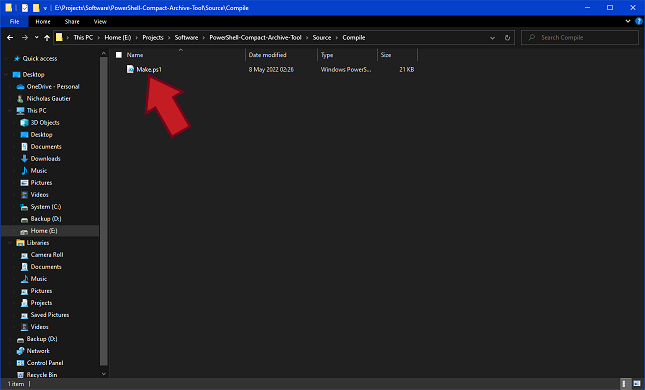 E:\Projects\Software\PowerShell-Compact-Archive-Tool\Source\Compile
File Home Share View
This PC > Home (E:) > Projects > Software > PowerShell-Compact-Archive-Tool > Source > Compile
Search Compile
Name Date modified Type Size
Make.ps1 8 May 2022 02:26 Windows PowerS... 21 KB
Quick access
Desktop
OneDrive - Personal
Nicholas Gautier
This PC
3D Objects
Desktop
Documents
Downloads
Music
Pictures
Videos
System (C:)
Backup (D:)
Home (E:)
Libraries
Camera Roll
Documents
Music
Pictures
Projects
Saved Pictures
Videos
Backup (D:)
Network
Control Panel
Recycle Bin
1 item